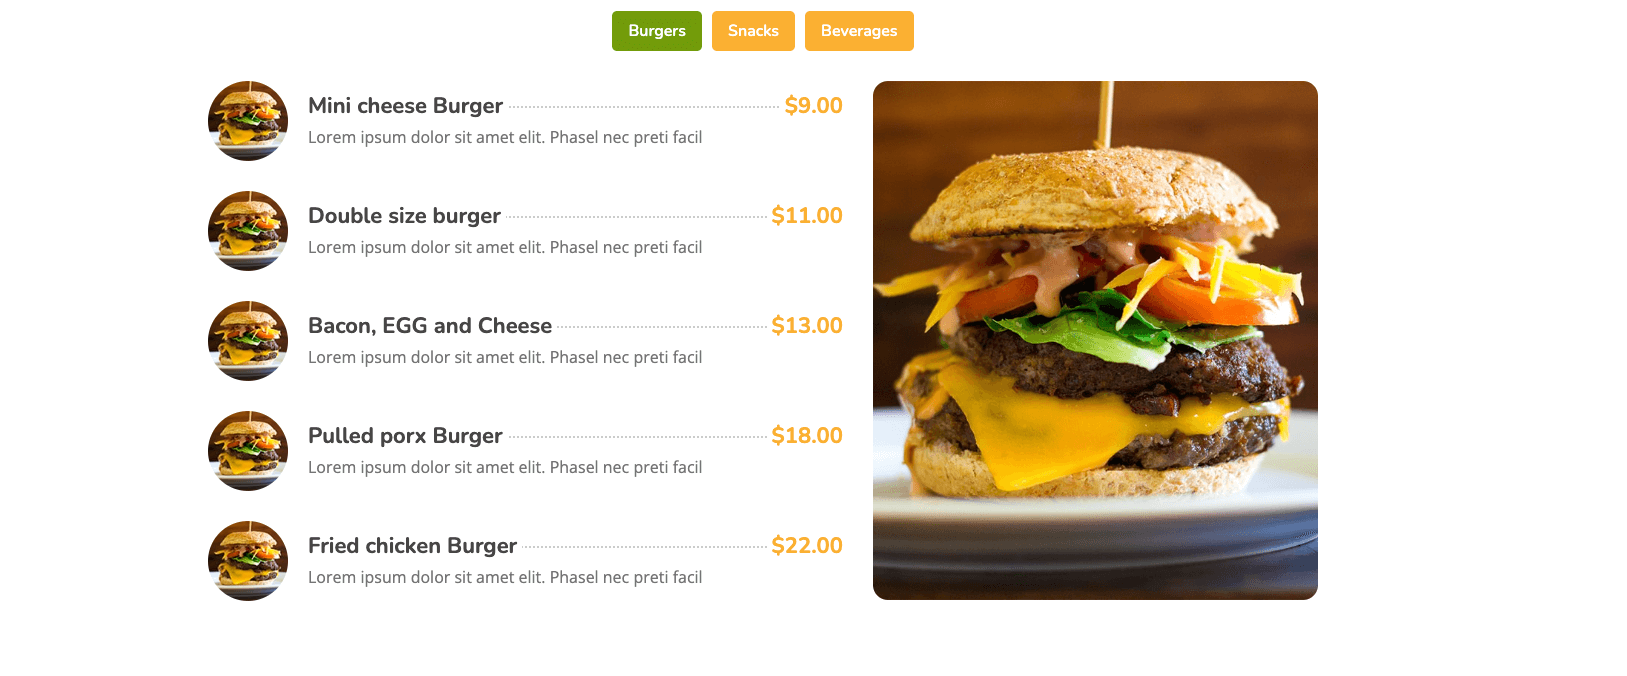 Burgers Snacks Beverages
Mini cheese Burger $9.00
Lorem ipsum dolor sit amet elit. Phasel nec preti facil
Double size burger $11.00
Lorem ipsum dolor sit amet elit. Phasel nec preti facil
Bacon, EGG and Cheese $13.00
Lorem ipsum dolor sit amet elit. Phasel nec preti facil
Pulled porx Burger $18.00
Lorem ipsum dolor sit amet elit. Phasel nec preti facil
Fried chicken Burger $22.00
Lorem ipsum dolor sit amet elit. Phasel nec preti facil